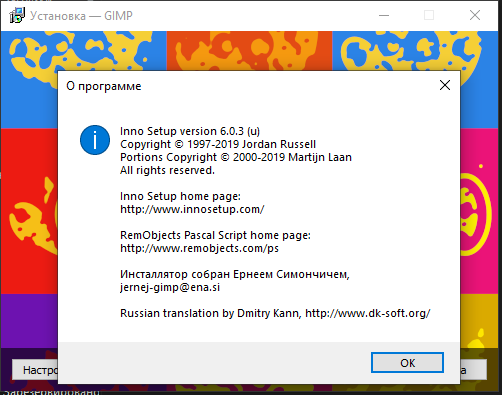 Установка — GIMP
О программе
Inno Setup version 6.0.3 (u)
Copyright © 1997-2019 Jordan Russell
Portions Copyright © 2000-2019 Martijn Laan
All rights reserved.
Inno Setup home page:
http://www.innosetup.com/
RemObjects Pascal Script home page:
http://www.remobjects.com/ps
Инсталлятор собран Ернеем Симончичем,
jernej-gimp@ena.si
Russian translation by Dmitry Kann, http://www.dk-soft.org/
OK